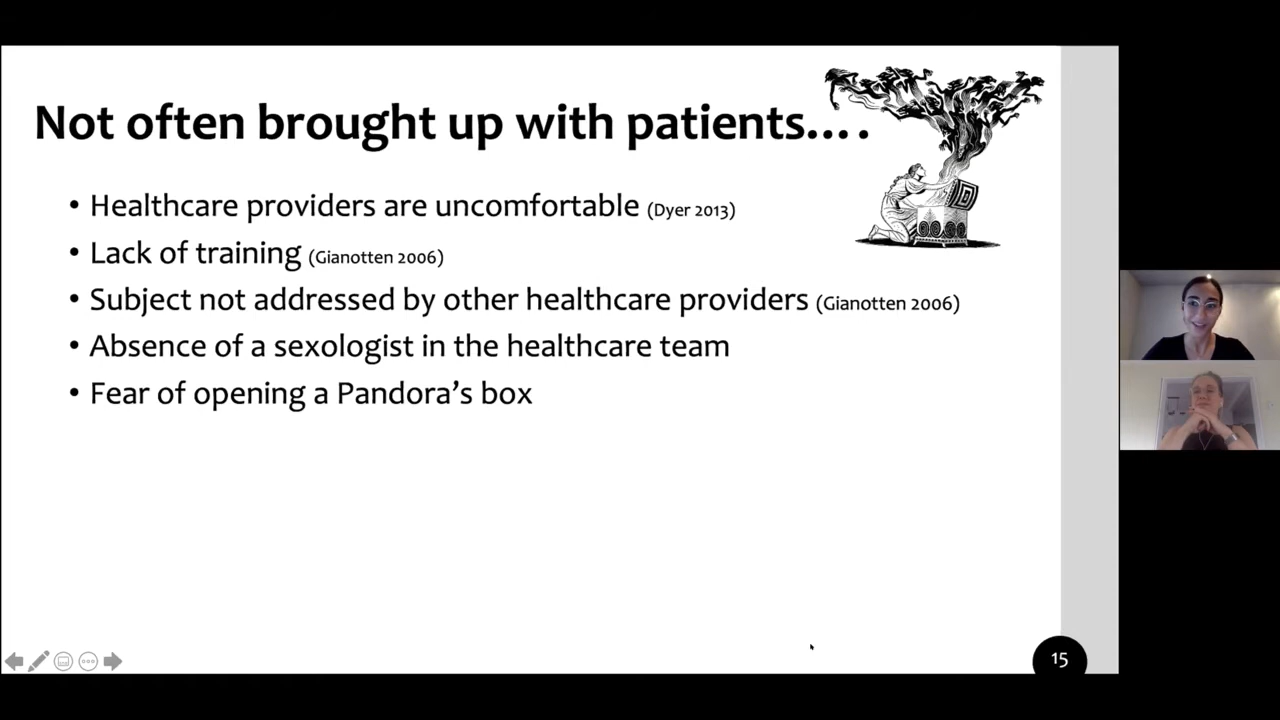 Not often brought up with patients….
• Healthcare providers are uncomfortable (Dyer 2013)
• Lack of training (Gianotten 2006)
• Subject not addressed by other healthcare providers (Gianotten 2006)
• Absence of a sexologist in the healthcare team
• Fear of opening a Pandora’s box
15